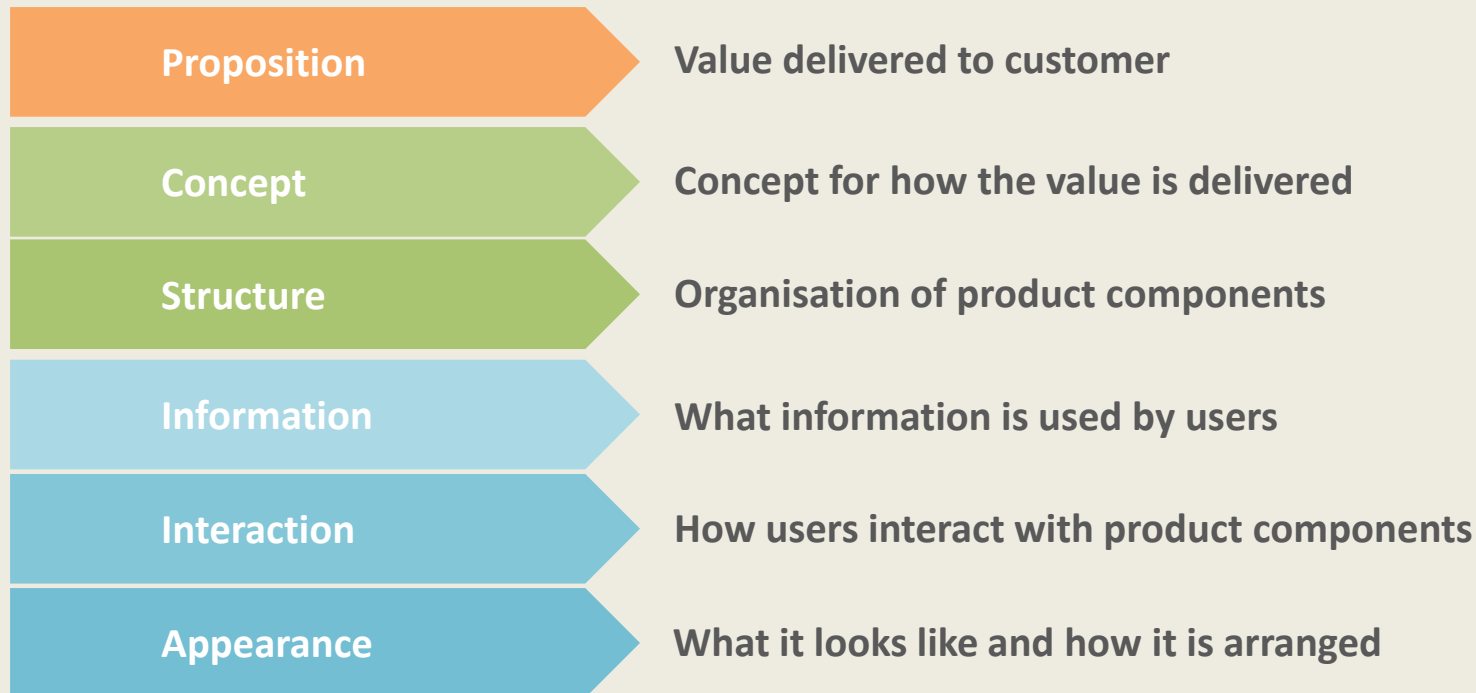 Proposition
Value delivered to customer
Concept
Concept for how the value is delivered
Structure
Organisation of product components
Information
What information is used by users
Interaction
How users interact with product components
Appearance
What it looks like and how it is arranged